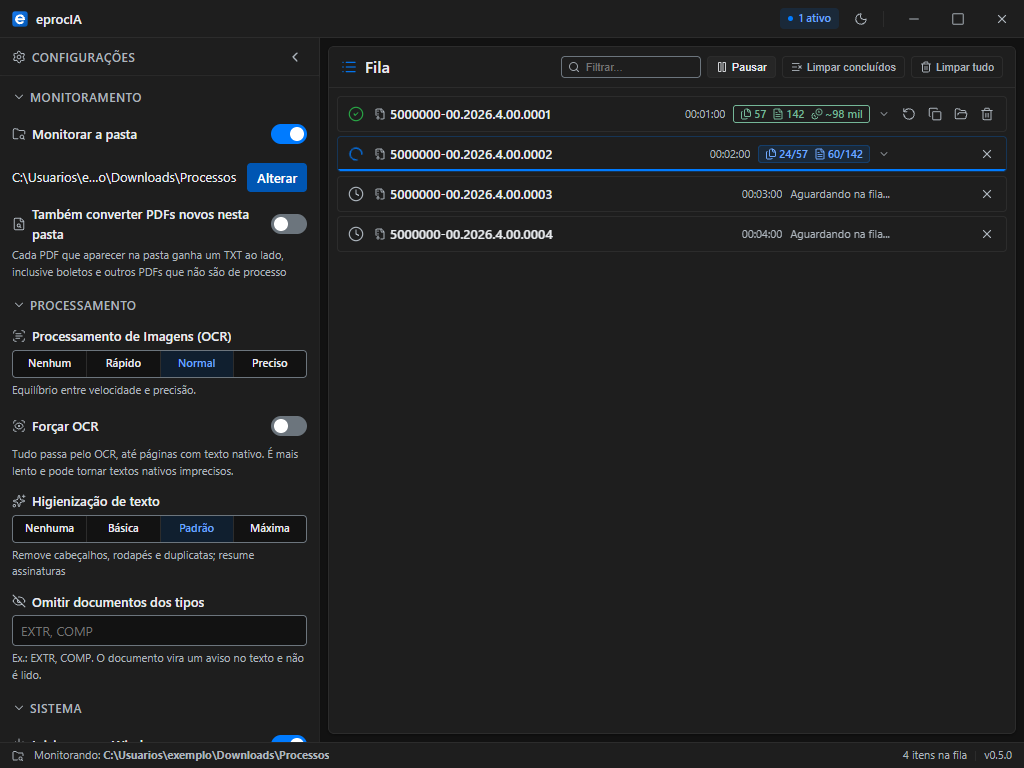 eprocIA
1 ativo
CONFIGURAÇÕES
MONITORAMENTO
Monitorar a pasta
C:\Usuarios\e...o\Downloads\Processos
Alterar
Também converter PDFs novos nesta
pasta
Cada PDF que aparecer na pasta ganha um TXT ao lado,
inclusive boletos e outros PDFs que não são de processo
PROCESSAMENTO
Processamento de Imagens (OCR)
Nenhum Rápido Normal Preciso
Equilíbrio entre velocidade e precisão.
Forçar OCR
Tudo passa pelo OCR, até páginas com texto nativo. É mais
lento e pode tornar textos nativos imprecisos.
Higienização de texto
Nenhuma Básica Padrão Máxima
Remove cabeçalhos, rodapés e duplicatas; resume
assinaturas
Omitir documentos dos tipos
EXTR, COMP
Ex.: EXTR, COMP. O documento vira um aviso no texto e não
é lido.
SISTEMA
Fila
Filtrar...
Pausar
Limpar concluídos
Limpar tudo
5000000-00.2026.4.00.0001 00:01:00 57 142 ~98 mil
5000000-00.2026.4.00.0002 00:02:00 24/57 60/142
5000000-00.2026.4.00.0003 00:03:00 Aguardando na fila...
5000000-00.2026.4.00.0004 00:04:00 Aguardando na fila...
Monitorando: C:\Usuarios\exemplo\Downloads\Processos
4 itens na fila
v0.5.0